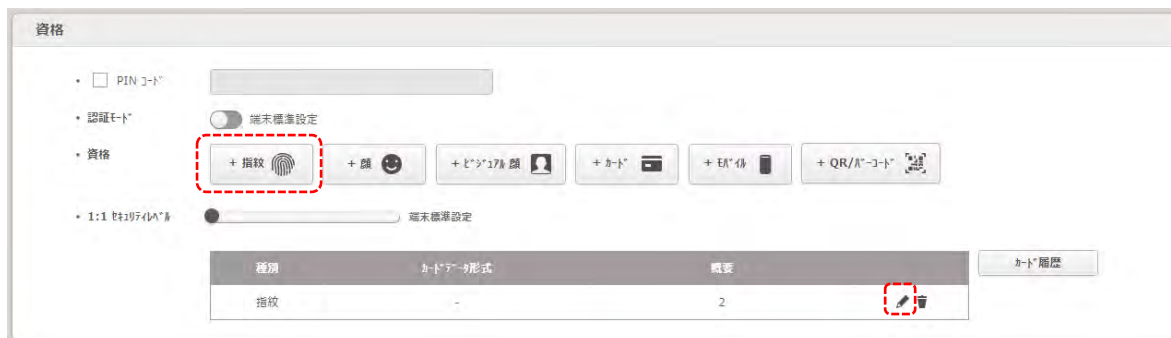 資格
• PIN ｺｰﾄﾞ
• 認証ﾓｰﾄﾞ 端末標準設定
• 資格 + 指紋 + 顔 + ﾋﾞｼﾞｭｱﾙ 顔 + ｶｰﾄﾞ + ﾓﾊﾞｲﾙ + QR/ﾊﾞｰｺｰﾄﾞ
• 1:1 ｾｷｭﾘﾃｨﾚﾍﾞﾙ 端末標準設定
種別 ｶｰﾄﾞﾃﾞｰﾀ形式 概要 ｶｰﾄﾞ履歴
指紋 - 2